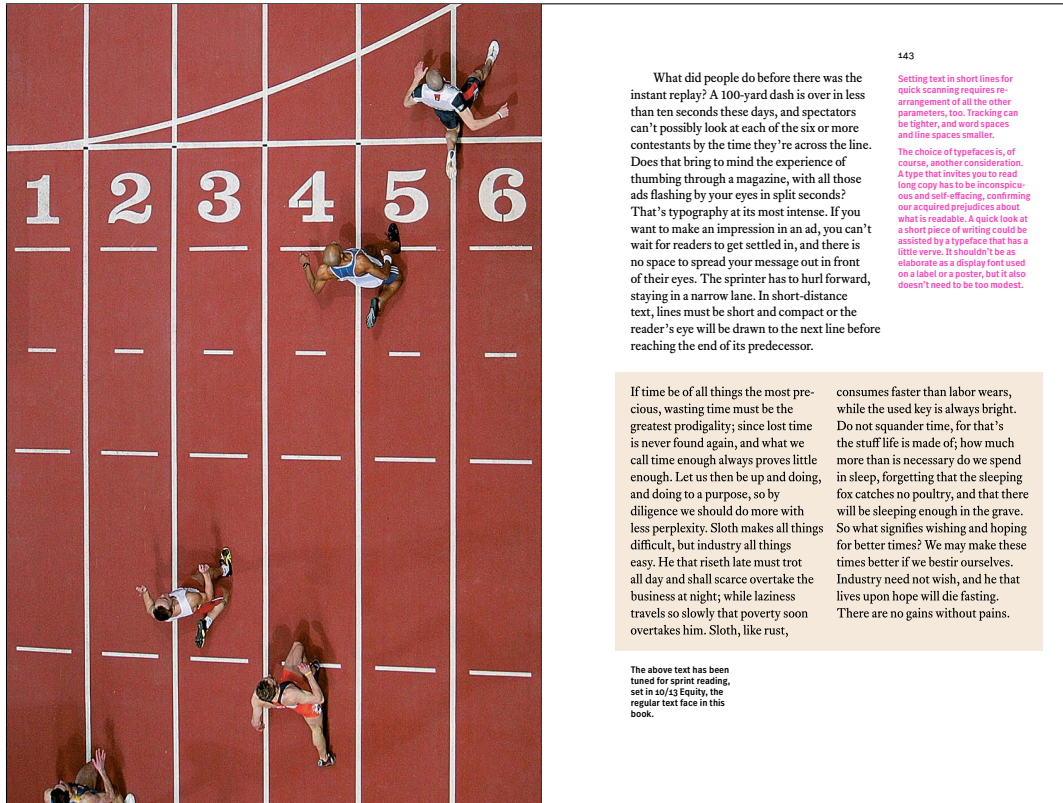 1 2 3 4 5 6
143
What did people do before there was the
instant replay? A 100-yard dash is over in less
than ten seconds these days, and spectators
can’t possibly look at each of the six or more
contestants by the time they’re across the line.
Does that bring to mind the experience of
thumbing through a magazine, with all those
ads flashing by your eyes in split seconds?
That’s typography at its most intense. If you
want to make an impression in an ad, you can’t
wait for readers to get settled in, and there is
no space to spread your message out in front
of their eyes. The sprinter has to hurl forward,
staying in a narrow lane. In short-distance
text, lines must be short and compact or the
reader’s eye will be drawn to the next line before
reaching the end of its predecessor.
Setting text in short lines for
quick scanning requires re-
arrangement of all the other
parameters, too. Tracking can
be tighter, and word spaces
and line spaces smaller.
The choice of typefaces is, of
course, another consideration.
A type that invites you to read
long copy has to be inconspicu-
ous and self-effacing, confirming
our acquired prejudices about
what is readable. A quick look at
a short piece of writing could be
assisted by a typeface that has a
little verve. It shouldn’t be as
elaborate as a display font used
on a label or a poster, but it also
doesn’t need to be too modest.
If time be of all things the most pre-
cious, wasting time must be the
greatest prodigality; since lost time
is never found again, and what we
call time enough always proves little
enough. Let us then be up and doing,
and doing to a purpose, so by
diligence we should do more with
less perplexity. Sloth makes all things
difficult, but industry all things
easy. He that riseth late must trot
all day and shall scarce overtake the
business at night; while laziness
travels so slowly that poverty soon
overtakes him. Sloth, like rust,
consumes faster than labor wears,
while the used key is always bright.
Do not squander time, for that’s
the stuff life is made of; how much
more than is necessary do we spend
in sleep, forgetting that the sleeping
fox catches no poultry, and that there
will be sleeping enough in the grave.
So what signifies wishing and hoping
for better times? We may make these
times better if we bestir ourselves.
Industry need not wish, and he that
lives upon hope will die fasting.
There are no gains without pains.
The above text has been
tuned for sprint reading,
set in 10/13 Equity, the
regular text face in this
book.